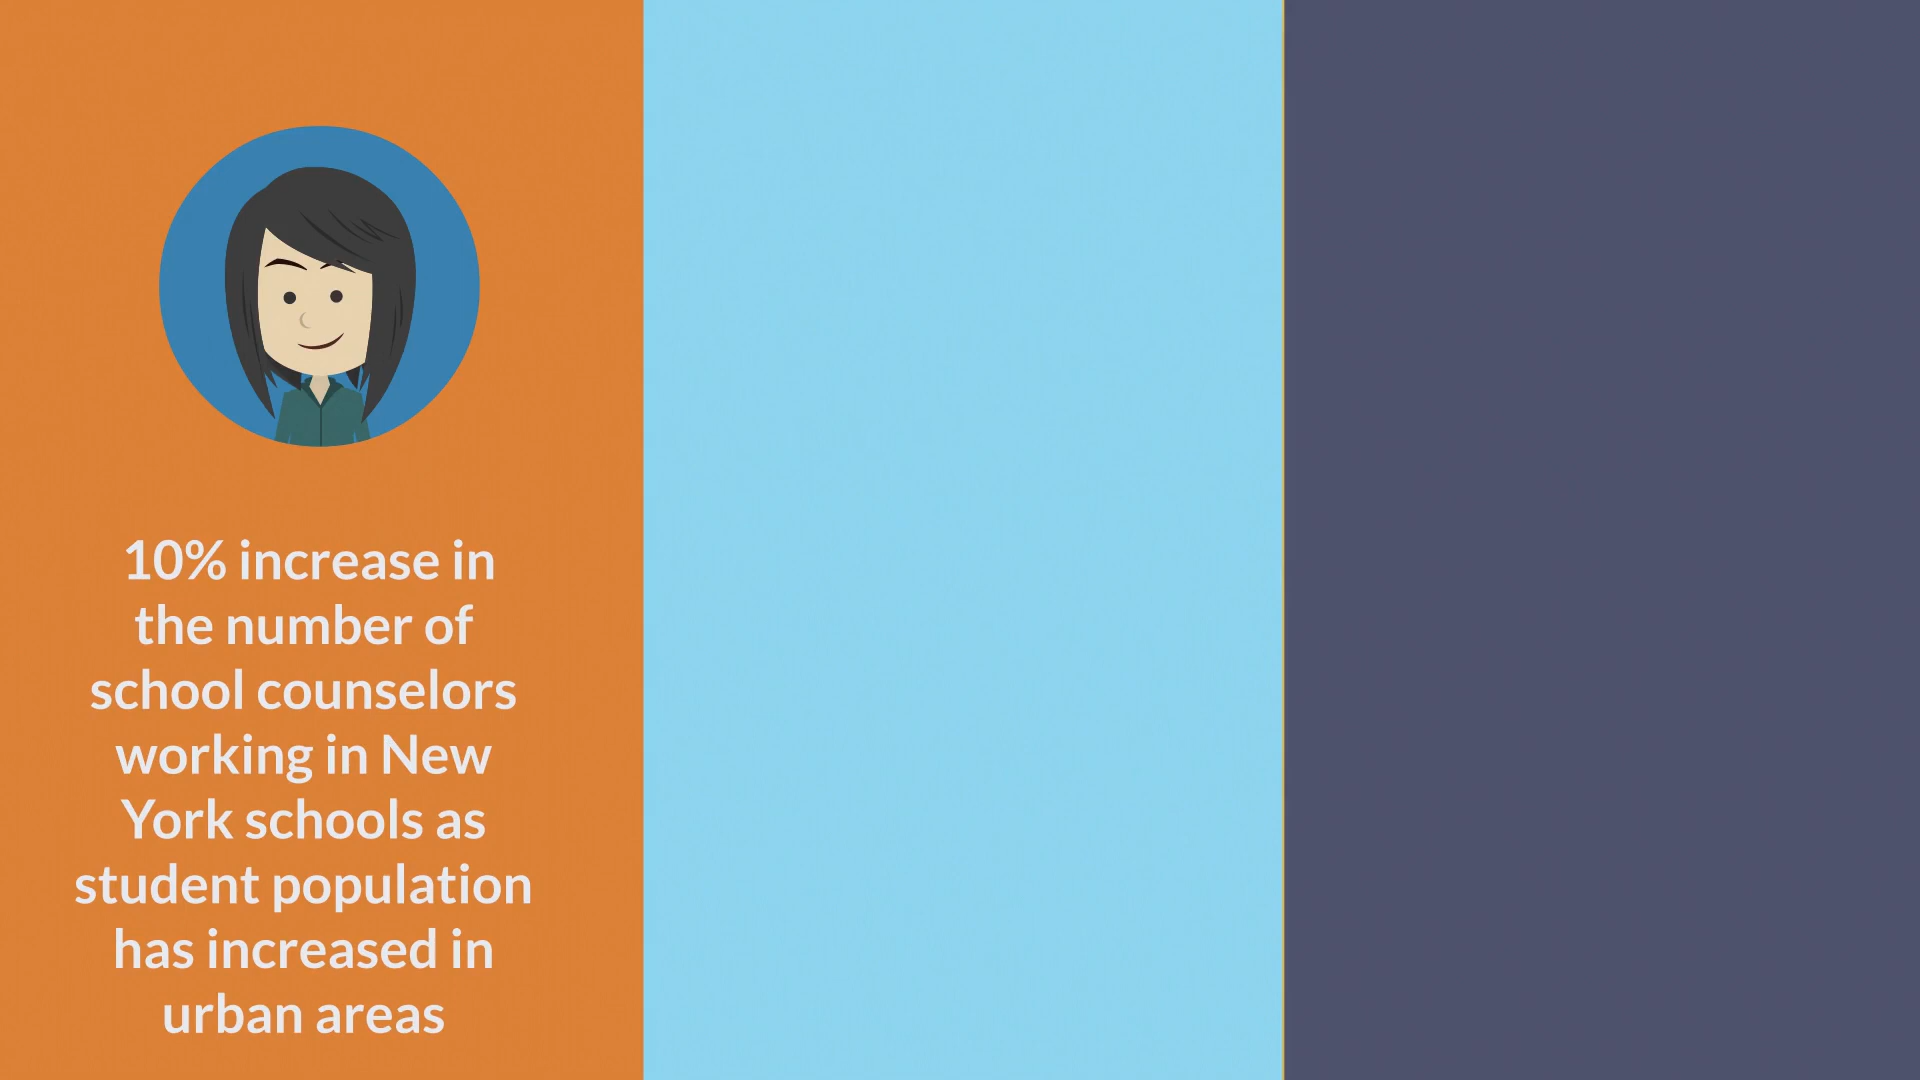 10% increase in
the number of
school counselors
working in New
York schools as
student population
has increased in
urban areas